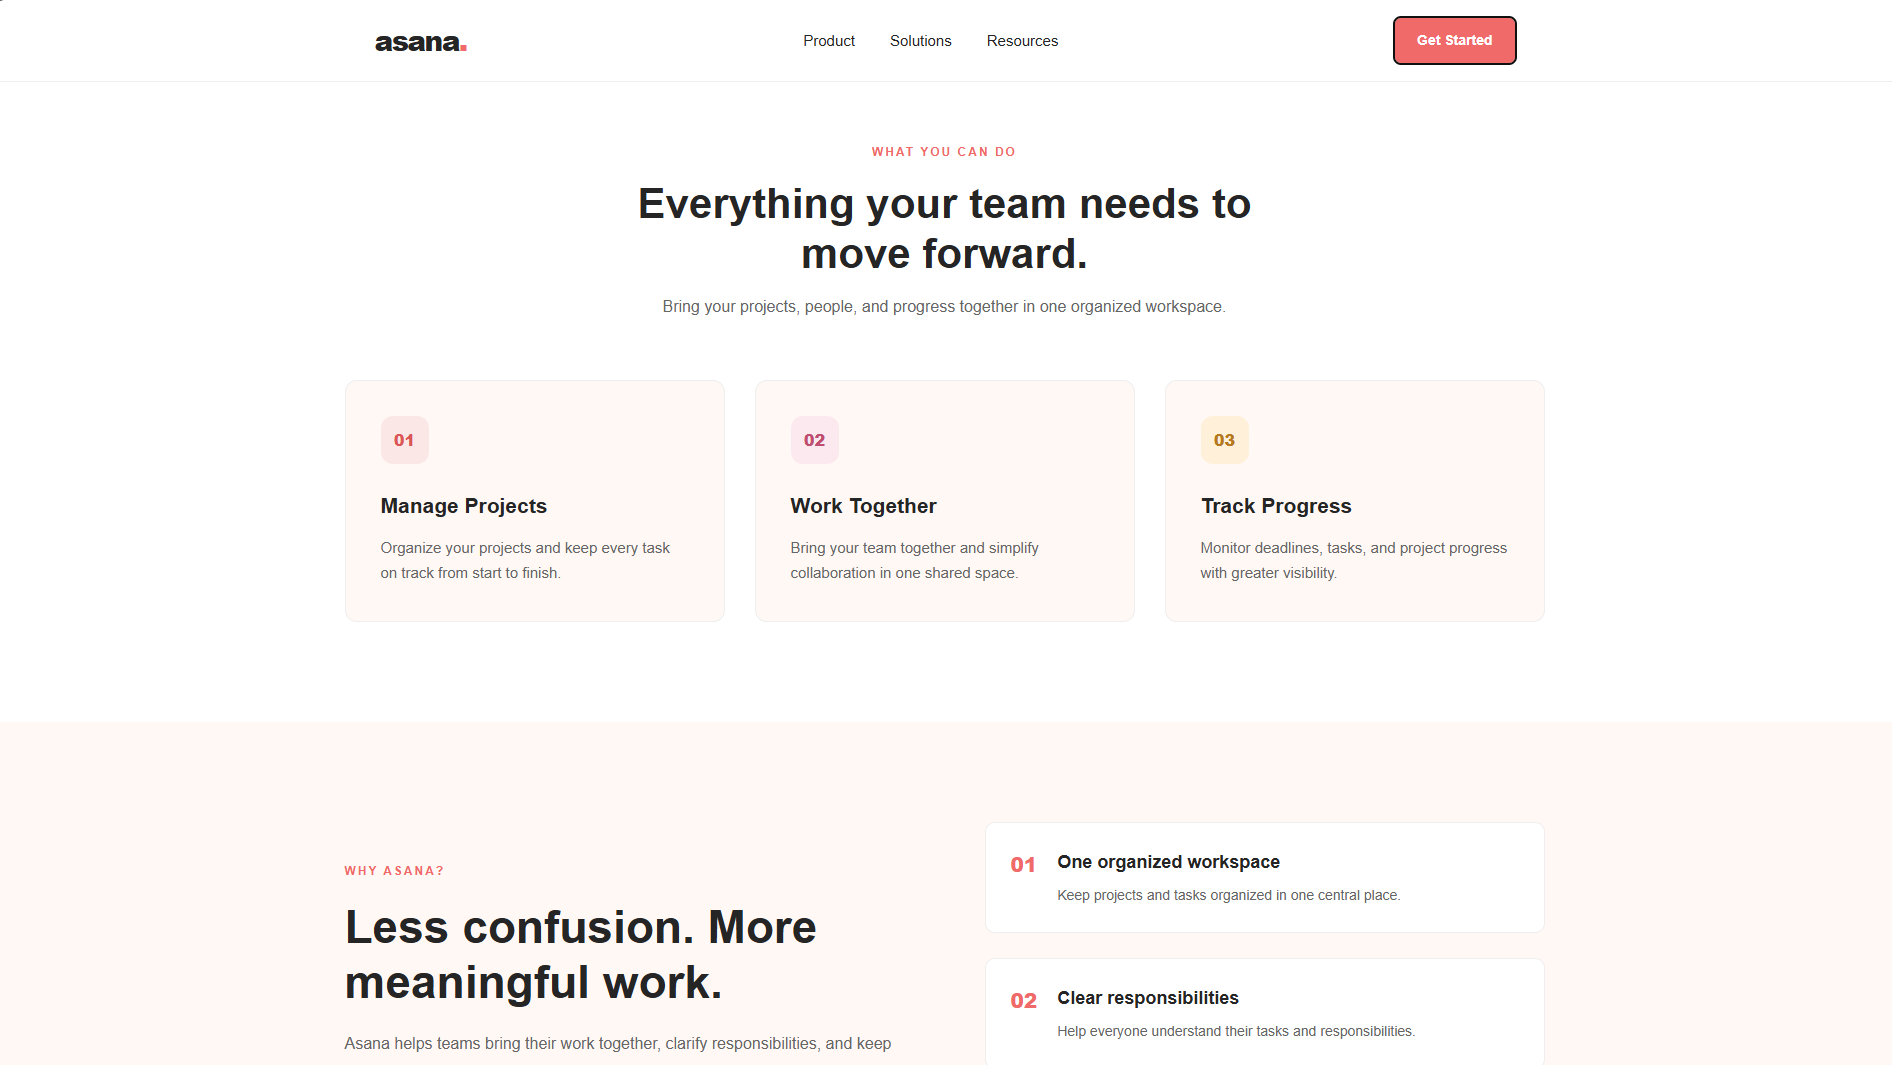 asana.
Product
Solutions
Resources
Get Started
WHAT YOU CAN DO
Everything your team needs to
move forward.
Bring your projects, people, and progress together in one organized workspace.
01
Manage Projects
Organize your projects and keep every task
on track from start to finish.
02
Work Together
Bring your team together and simplify
collaboration in one shared space.
03
Track Progress
Monitor deadlines, tasks, and project progress
with greater visibility.
WHY ASANA?
Less confusion. More
meaningful work.
Asana helps teams bring their work together, clarify responsibilities, and keep
01
One organized workspace
Keep projects and tasks organized in one central place.
02
Clear responsibilities
Help everyone understand their tasks and responsibilities.